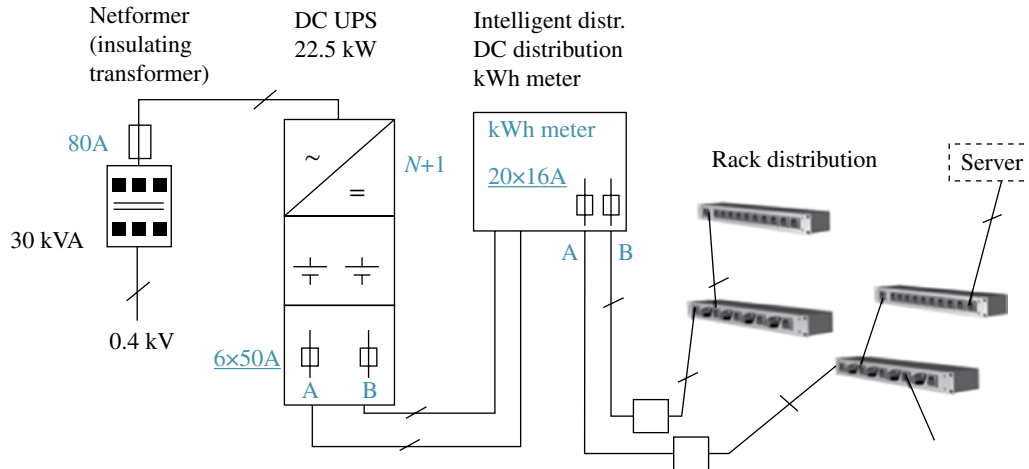 Netformer
(insulating
transformer)
DC UPS
22.5 kW
Intelligent distr.
DC distribution
kWh meter
80A
30 kVA
0.4 kV
~
=
N+1
6×50A
A
B
kWh meter
20×16A
A
B
Rack distribution
Server